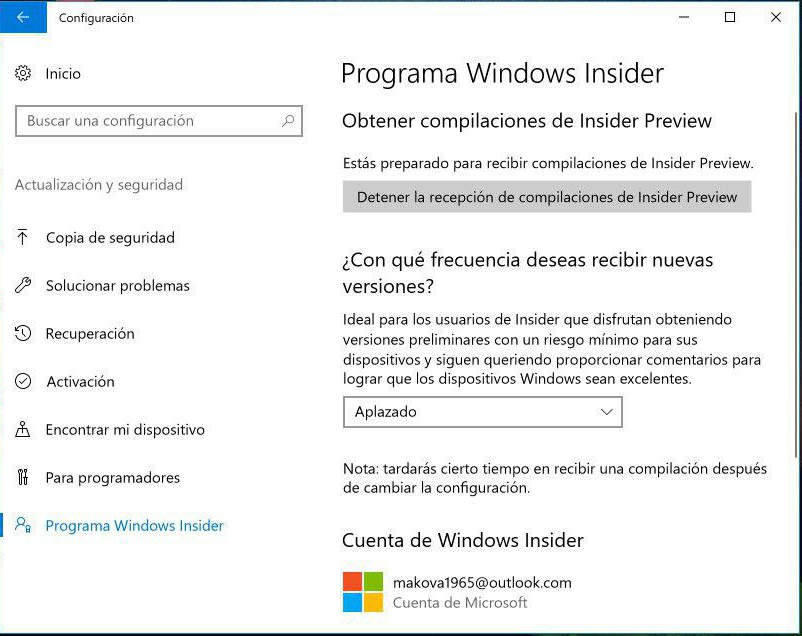 Configuración
Inicio
Buscar una configuración
Actualización y seguridad
Copia de seguridad
Solucionar problemas
Recuperación
Activación
Encontrar mi dispositivo
Para programadores
Programa Windows Insider
Programa Windows Insider
Obtener compilaciones de Insider Preview
Estás preparado para recibir compilaciones de Insider Preview.
Detener la recepción de compilaciones de Insider Preview
¿Con qué frecuencia deseas recibir nuevas
versiones?
Ideal para los usuarios de Insider que disfrutan obteniendo
versiones preliminares con un riesgo mínimo para sus
dispositivos y siguen queriendo proporcionar comentarios para
lograr que los dispositivos Windows sean excelentes.
Aplazado
Nota: tardarás cierto tiempo en recibir una compilación después
de cambiar la configuración.
Cuenta de Windows Insider
makova1965@outlook.com
Cuenta de Microsoft